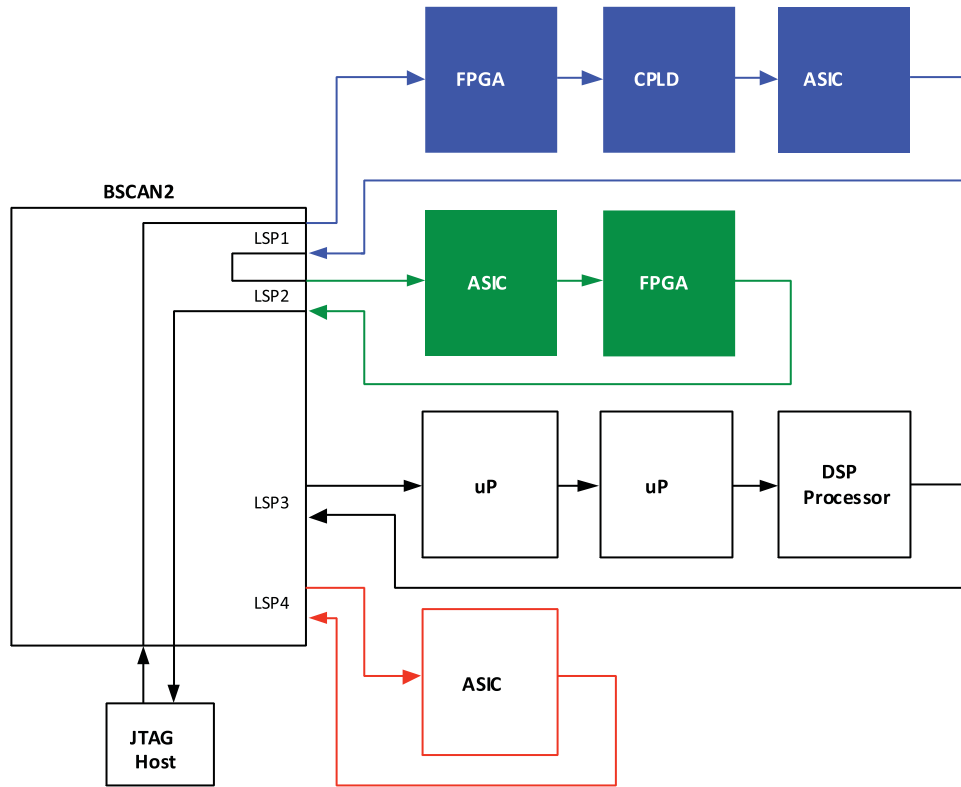 FPGA
CPLD
ASIC
BSCAN2
LSP1
LSP2
ASIC
FPGA
LSP3
uP
uP
DSP
Processor
LSP4
ASIC
JTAG
Host